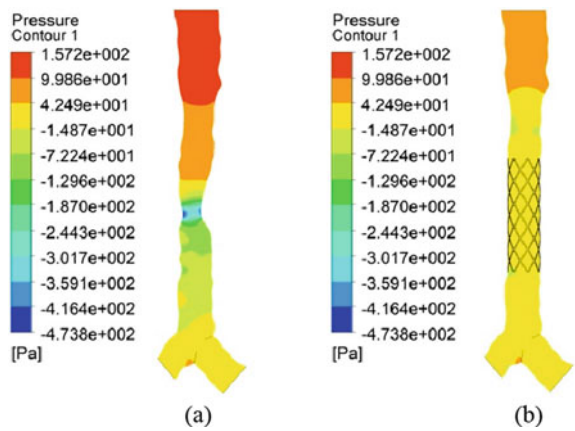 Pressure
Contour 1
1.572e+002
9.986e+001
4.249e+001
-1.487e+001
-7.224e+001
-1.296e+002
-1.870e+002
-2.443e+002
-3.017e+002
-3.591e+002
-4.164e+002
-4.738e+002
[Pa]
(a)
Pressure
Contour 1
1.572e+002
9.986e+001
4.249e+001
-1.487e+001
-7.224e+001
-1.296e+002
-1.870e+002
-2.443e+002
-3.017e+002
-3.591e+002
-4.164e+002
-4.738e+002
[Pa]
(b)